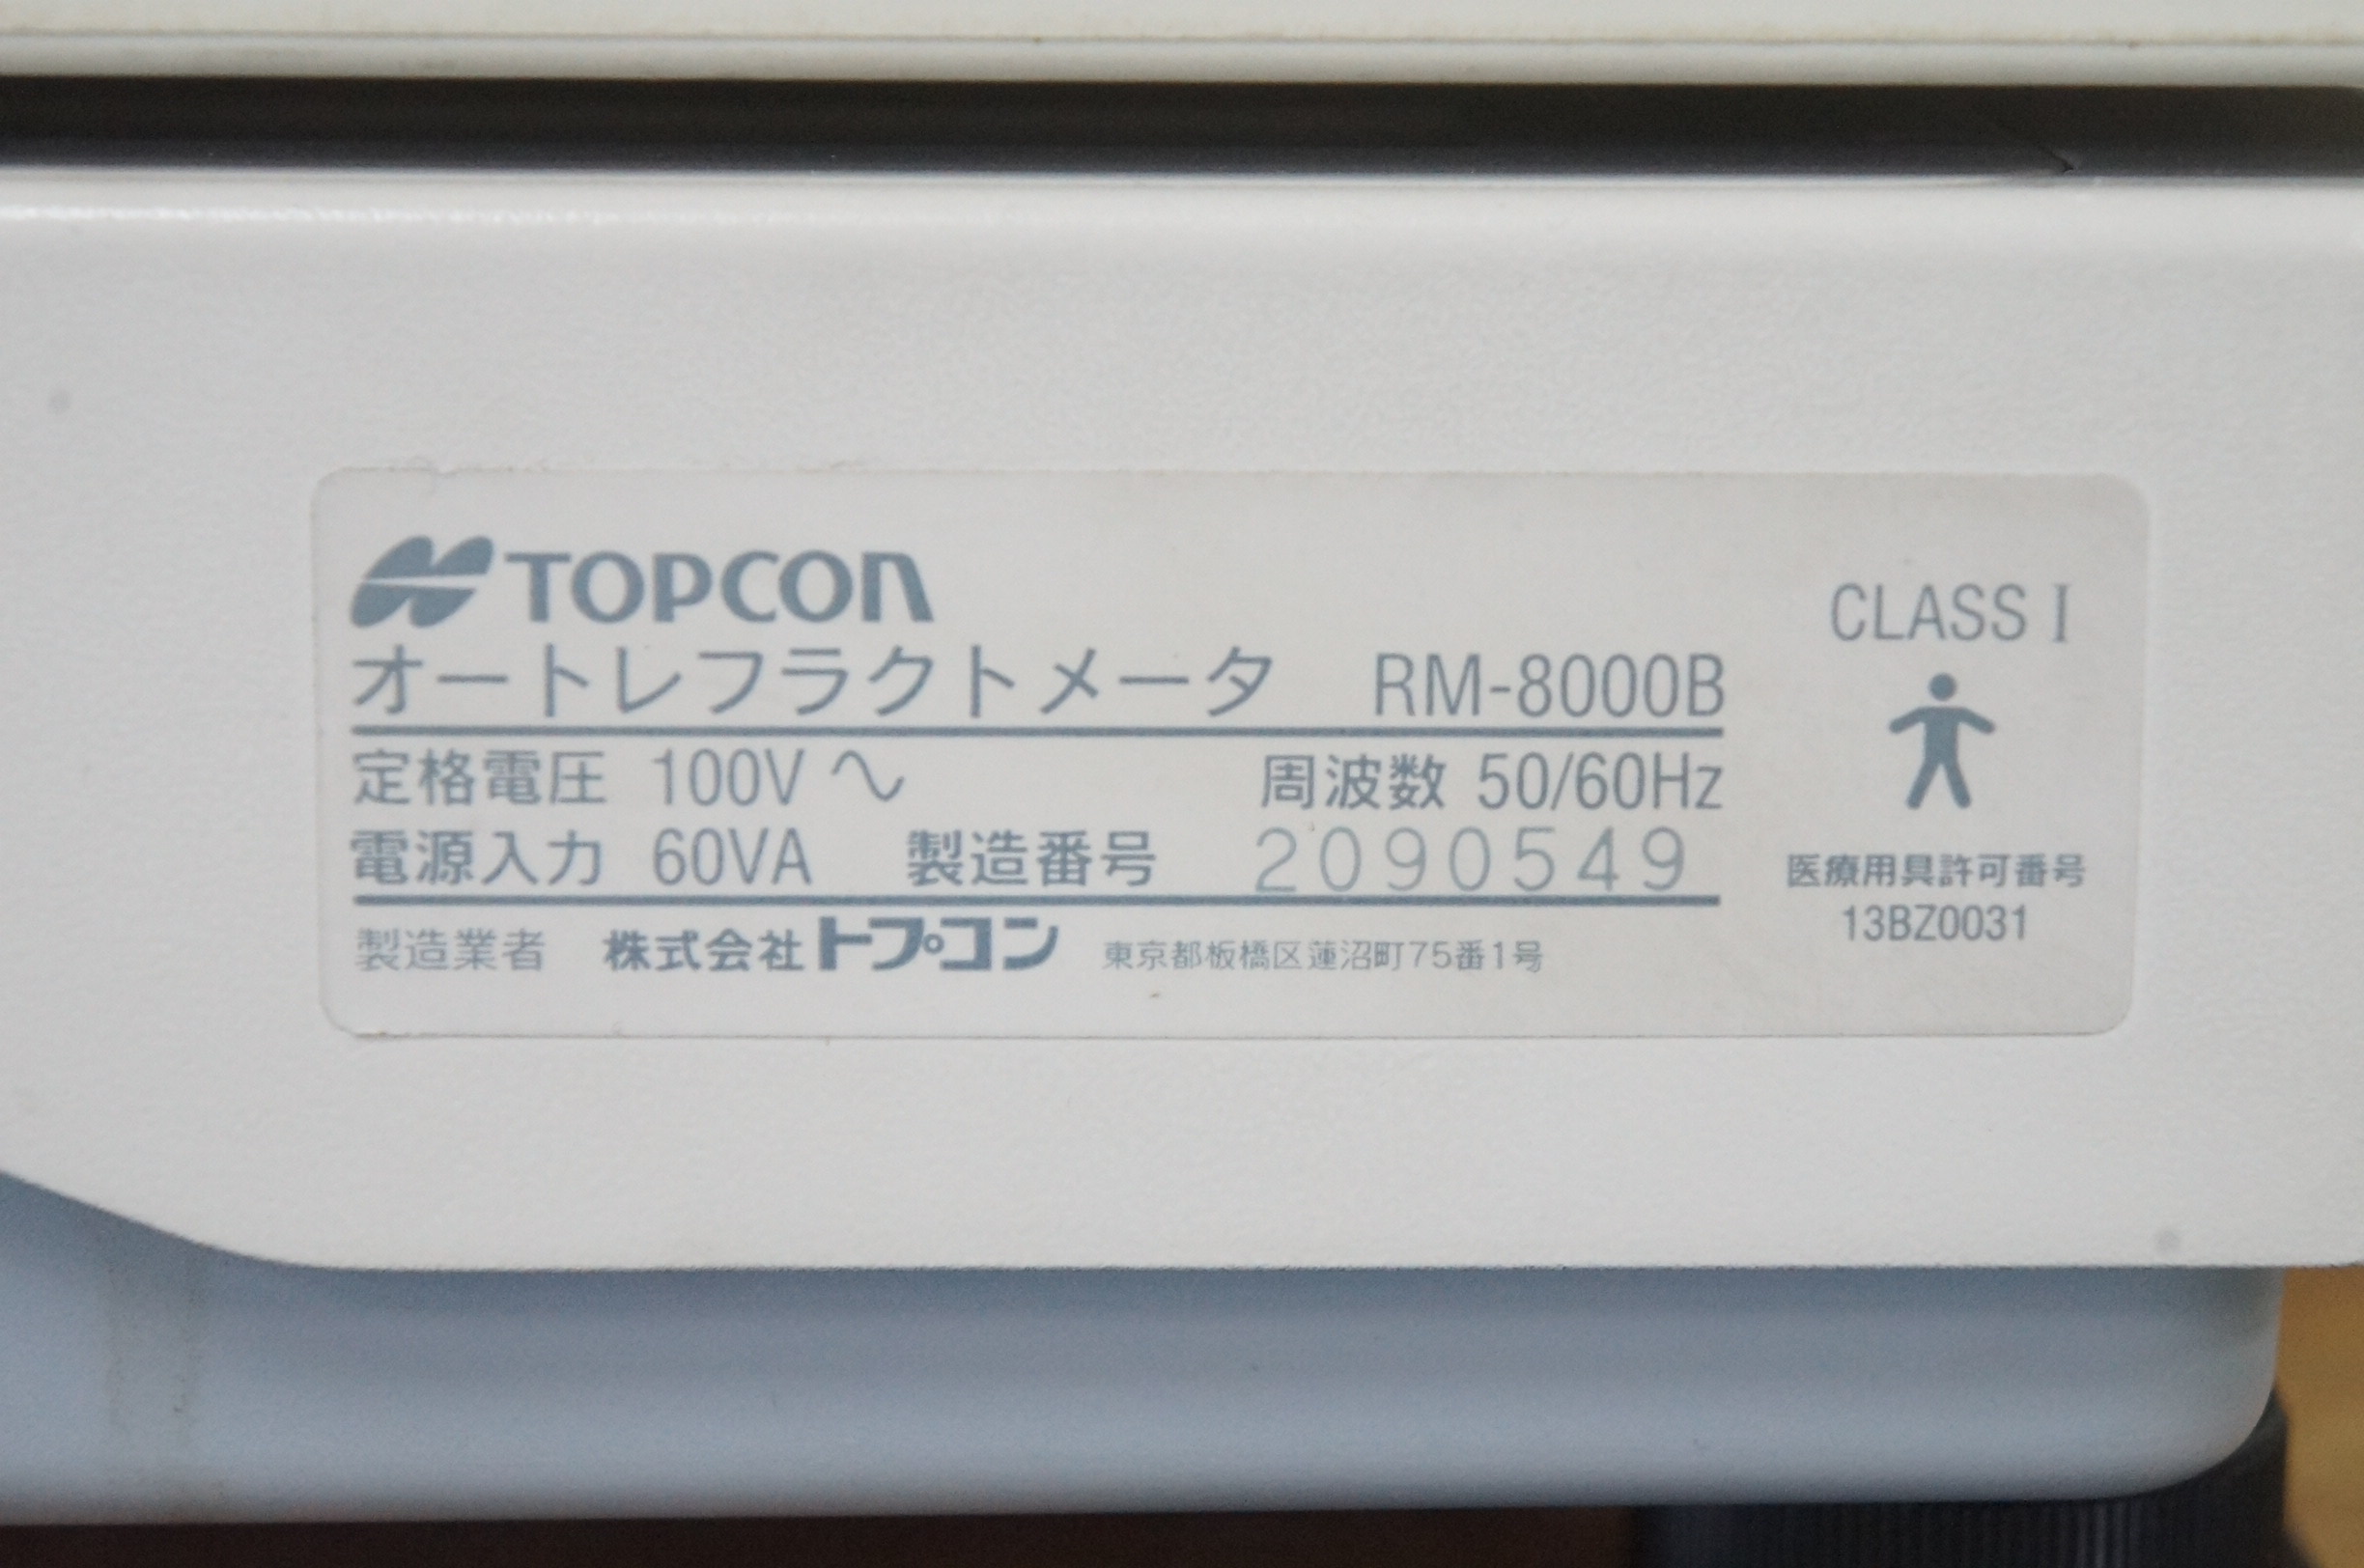 TOPCON
オートレフラクトメータ RM-8000B
定格電圧 100V〜 周波数 50/60Hz
電源入力 60VA 製造番号 2090549
製造業者 株式会社トプコン 東京都板橋区蓮沼町75番1号
CLASS I
医療用具許可番号
13BZ0031